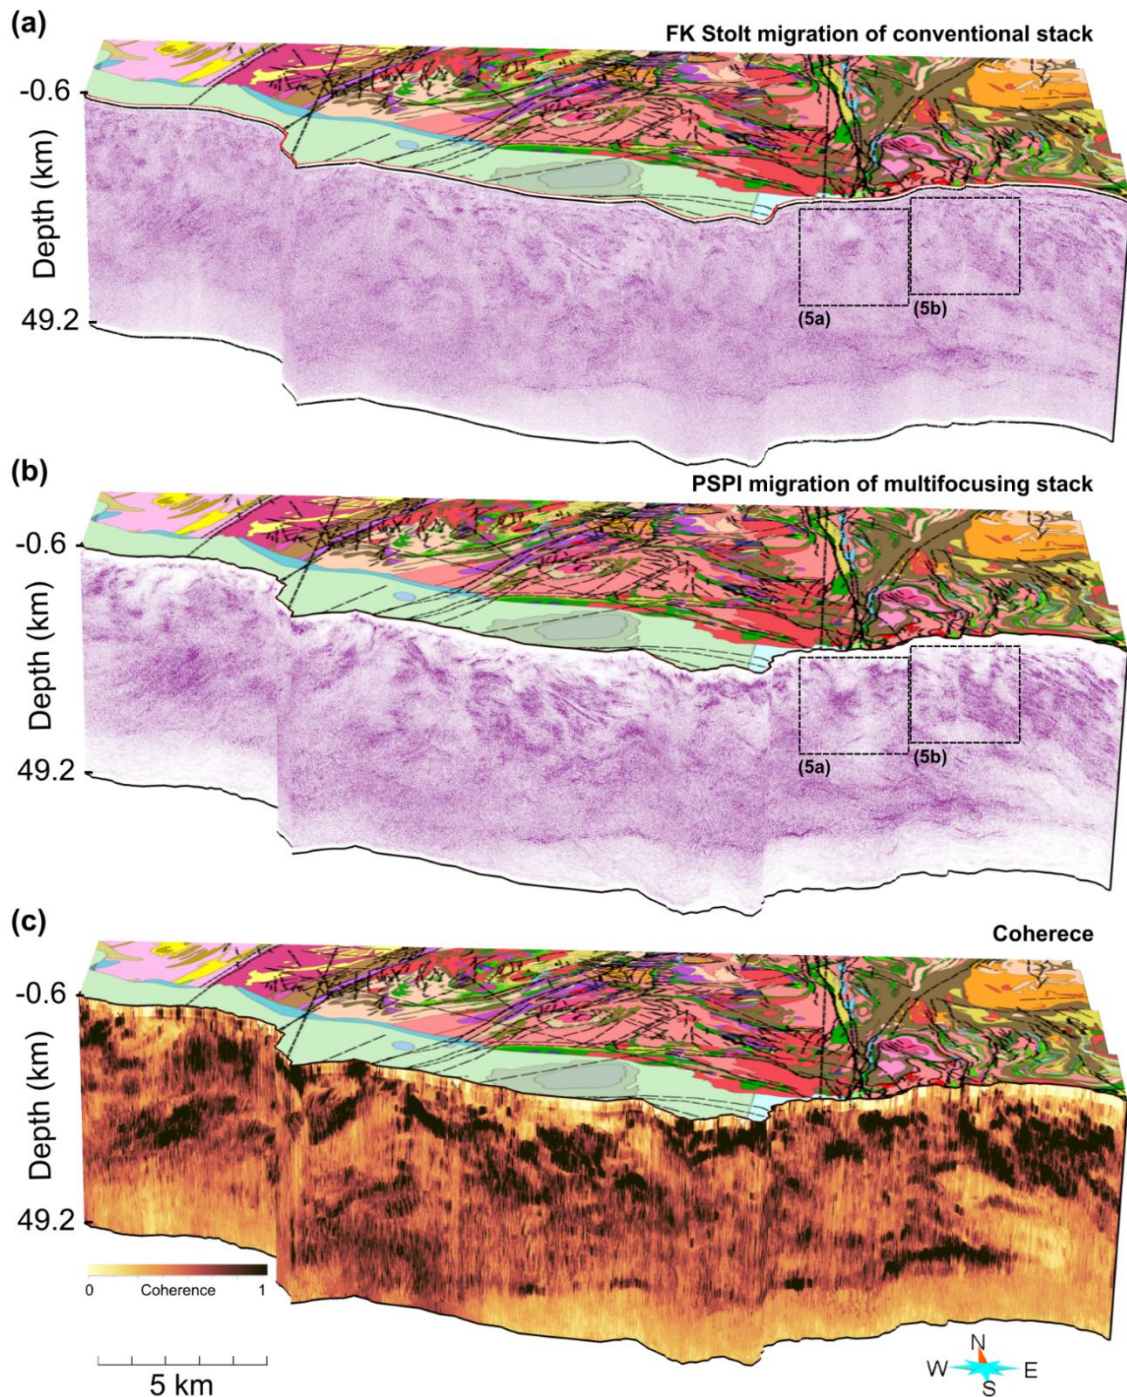 (a)
FK Stolt migration of conventional stack
-0.6
Depth (km)
49.2
(5a)
(5b)
(b)
PSPI migration of multifocusing stack
-0.6
Depth (km)
49.2
(5a)
(5b)
(c)
Coherece
-0.6
Depth (km)
49.2
0 Coherence 1
5 km
N
W E
S